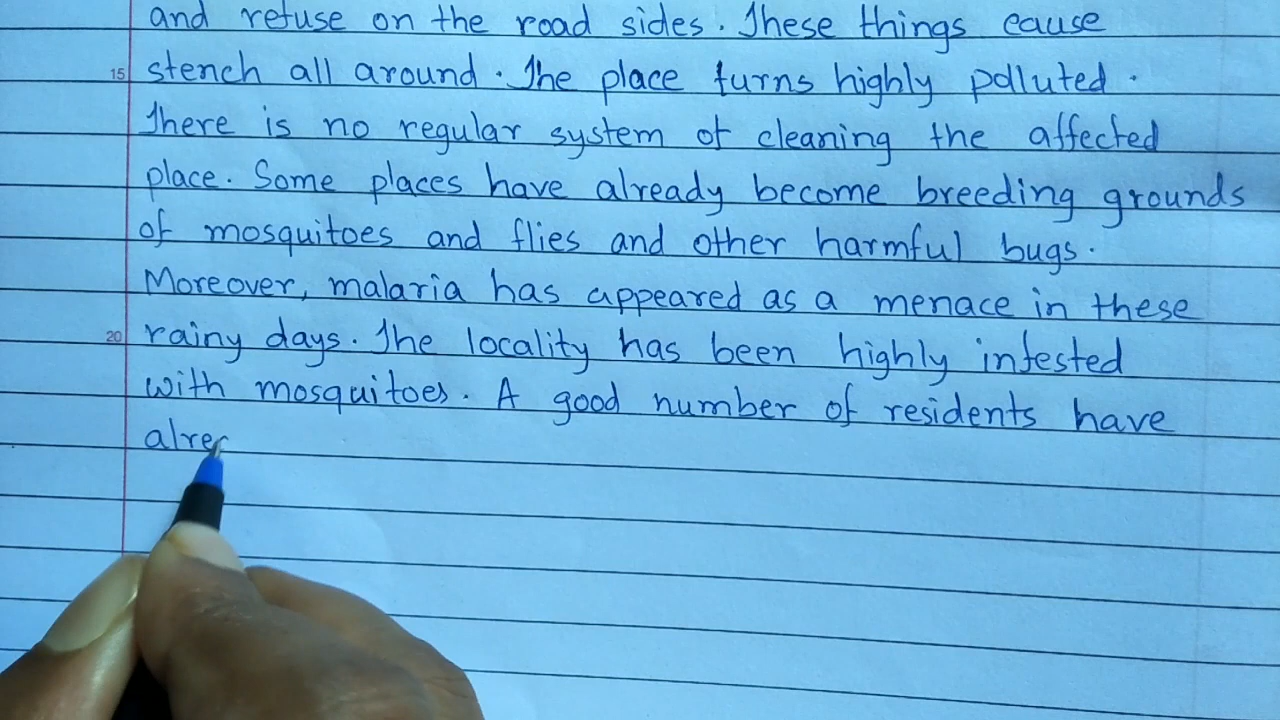 and refuse on the road sides. These things cause
15 stench all around. The place turns highly polluted.
There is no regular system of cleaning the affected
place. Some places have already become breeding grounds
of mosquitoes and flies and other harmful bugs.
Moreover, malaria has appeared as a menace in these
20 rainy days. The locality has been highly infested
with mosquitoes. A good number of residents have
alre